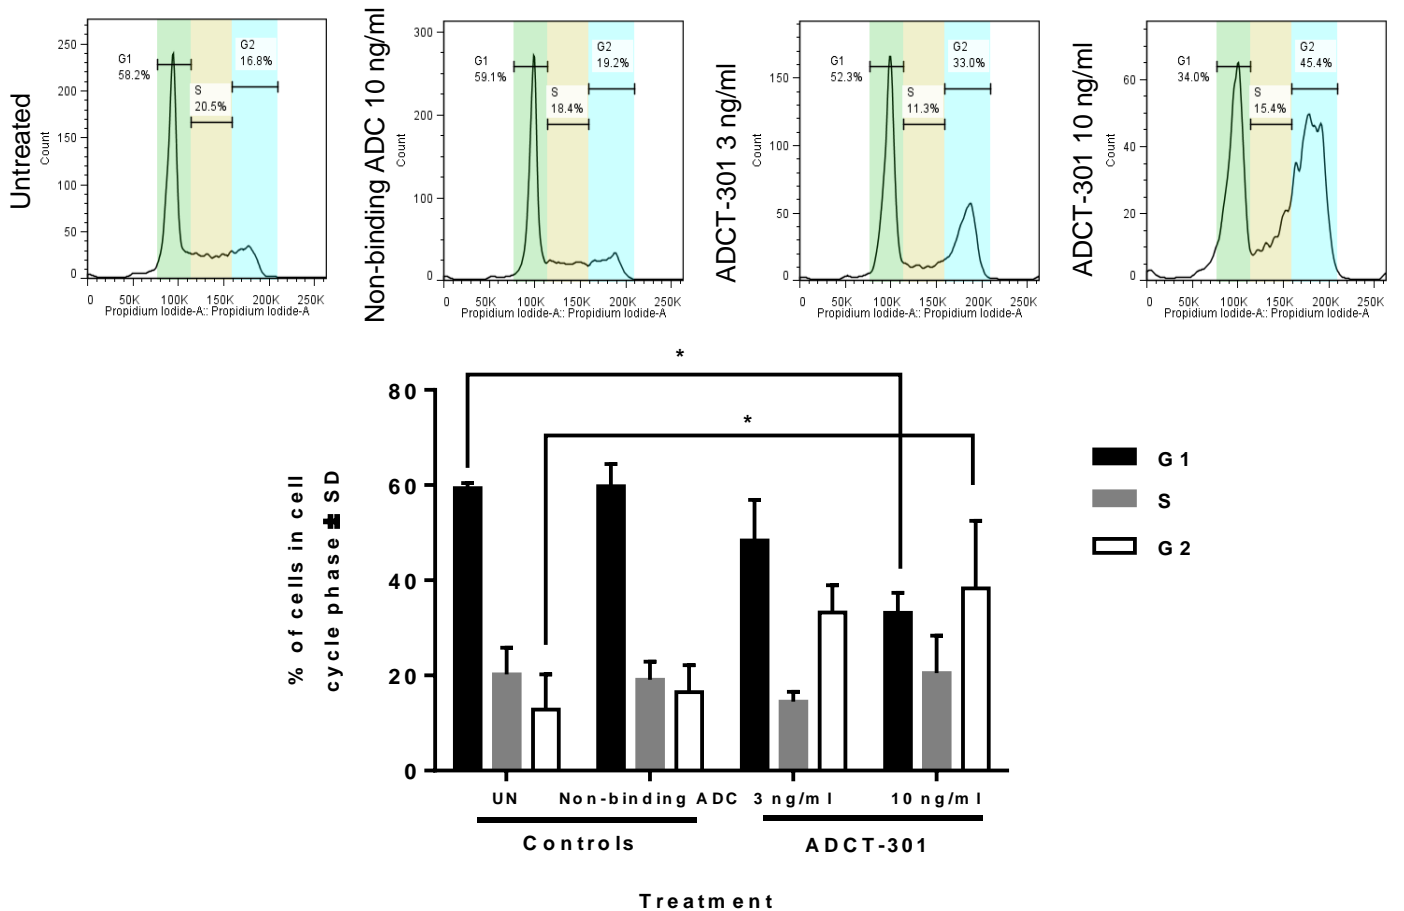 Untreated
250
200
150
100
50
0
Count
G1
58.2%
S
20.5%
G2
16.8%
0 50K 100K 150K 200K 250K
Propidium Iodide-A:: Propidium Iodide-A
Non-binding ADC 10 ng/ml
300
200
100
0
Count
G1
59.1%
S
18.4%
G2
19.2%
0 50K 100K 150K 200K 250K
Propidium Iodide-A:: Propidium Iodide-A
ADCT-301 3 ng/ml
150
100
50
0
Count
G1
52.3%
S
11.3%
G2
33.0%
0 50K 100K 150K 200K 250K
Propidium Iodide-A:: Propidium Iodide-A
ADCT-301 10 ng/ml
60
40
20
0
Count
G1
34.0%
S
15.4%
G2
45.4%
0 50K 100K 150K 200K 250K
Propidium Iodide-A:: Propidium Iodide-A
*
*
% of cells in cell
cycle phase ± SD
80
60
40
20
0
UN Non-binding ADC 3 ng/ml 10 ng/ml
Controls ADCT-301
Treatment
G1
S
G2